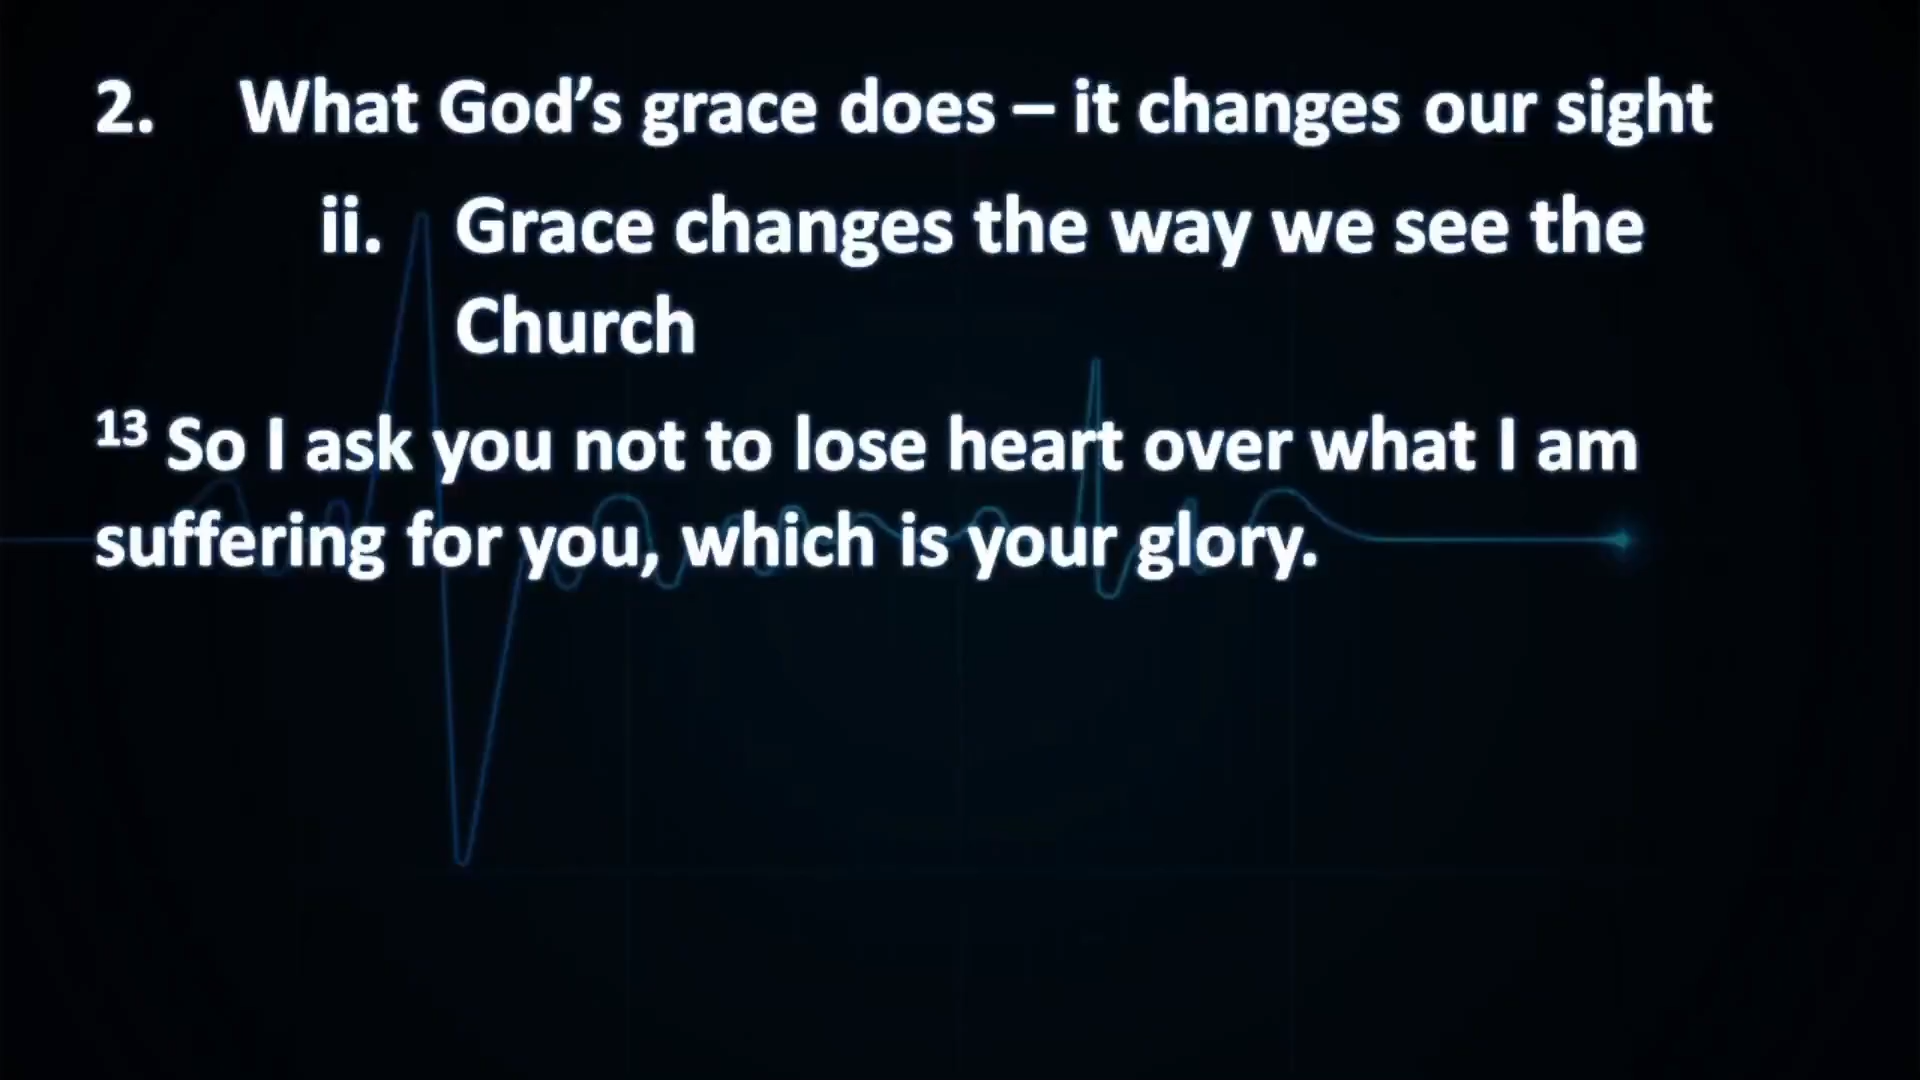 2. What God’s grace does – it changes our sight
ii. Grace changes the way we see the
Church
¹³ So I ask you not to lose heart over what I am
suffering for you, which is your glory.